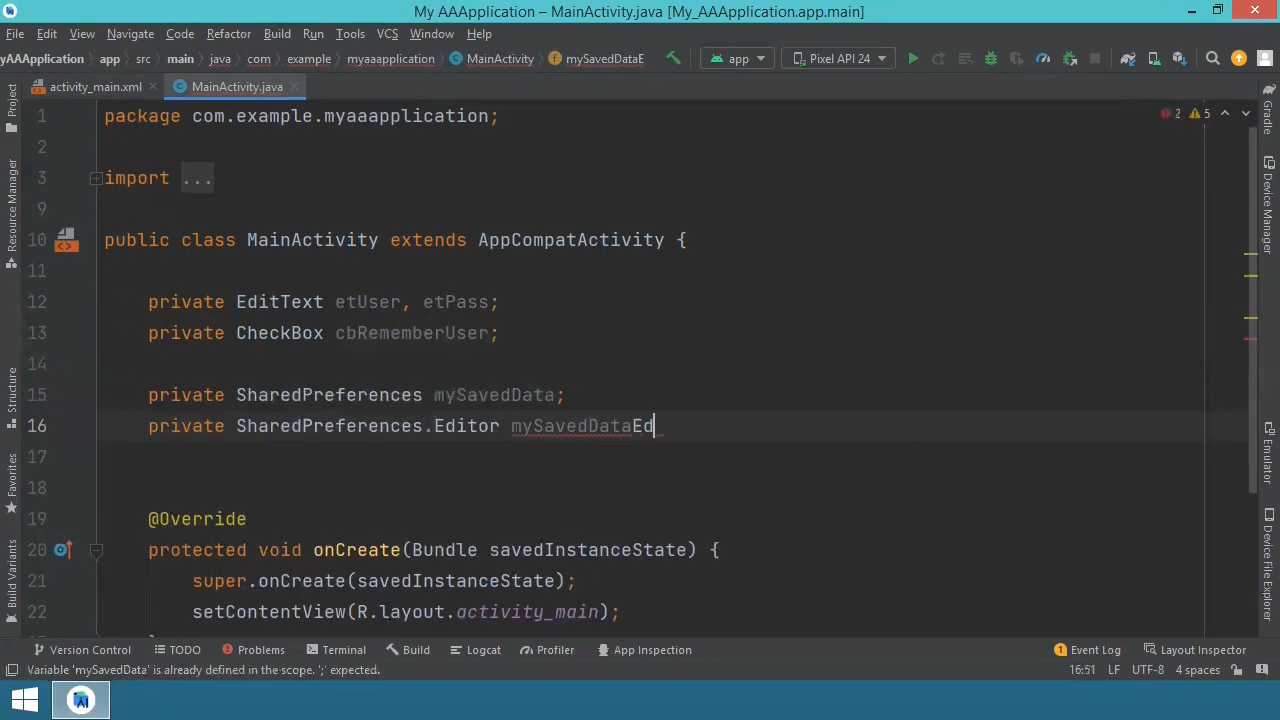 My AAApplication – MainActivity.java [My_AAApplication.app.main]
File Edit View Navigate Code Refactor Build Run Tools VCS Window Help
yAAApplication app src main java com example myaaapplication MainActivity mySavedDataE app Pixel API 24
activity_main.xml MainActivity.java
Project
Resource Manager
Structure
Favorites
Build Variants
1 package com.example.myaaapplication;
2 5
2
3 import ...
9
10 public class MainActivity extends AppCompatActivity {
11
12 private EditText etUser, etPass;
13 private CheckBox cbRememberUser;
14
15 private SharedPreferences mySavedData;
16 private SharedPreferences.Editor mySavedDataEd
17
18
19 @Override
20 protected void onCreate(Bundle savedInstanceState) {
21 super.onCreate(savedInstanceState);
22 setContentView(R.layout.activity_main);
Gradle
Device Manager
Emulator
Device File Explorer
Version Control TODO Problems Terminal Build Logcat Profiler App Inspection 1 Event Log Layout Inspector
Variable 'mySavedData' is already defined in the scope. ';' expected. 16:51 LF UTF-8 4 spaces